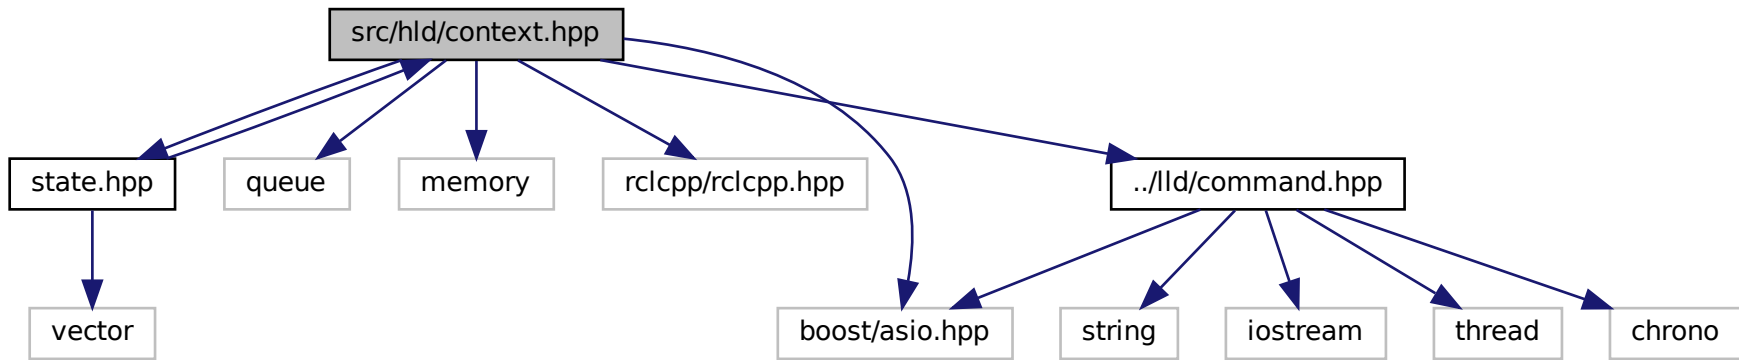 src/hld/context.hpp
state.hpp
queue
memory
rclcpp/rclcpp.hpp
../lld/command.hpp
vector
boost/asio.hpp
string
iostream
thread
chrono